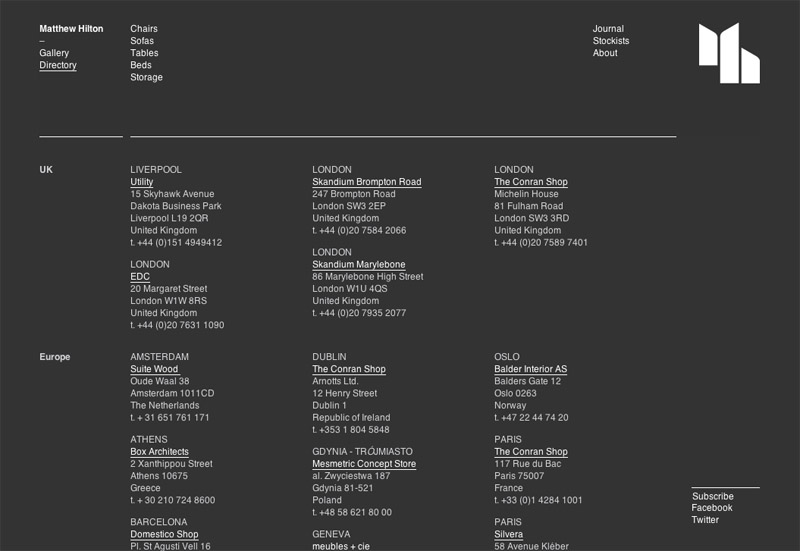 Matthew Hilton
–
Gallery
Directory
Chairs
Sofas
Tables
Beds
Storage
Journal
Stockists
About
UK
LIVERPOOL
Utility
15 Skyhawk Avenue
Dakota Business Park
Liverpool L19 2QR
United Kingdom
t. +44 (0)151 4949412
LONDON
EDC
20 Margaret Street
London W1W 8RS
United Kingdom
t. +44 (0)20 7631 1090
LONDON
Skandium Brompton Road
247 Brompton Road
London SW3 2EP
United Kingdom
t. +44 (0)20 7584 2066
LONDON
Skandium Marylebone
86 Marylebone High Street
London W1U 4QS
United Kingdom
t. +44 (0)20 7935 2077
LONDON
The Conran Shop
Michelin House
81 Fulham Road
London SW3 3RD
United Kingdom
t. +44 (0)20 7589 7401
Europe
AMSTERDAM
Suite Wood
Oude Waal 38
Amsterdam 1011CD
The Netherlands
t. + 31 651 761 171
ATHENS
Box Architects
2 Xanthippou Street
Athens 10675
Greece
t. + 30 210 724 8600
BARCELONA
Domestico Shop
Pl. St Agusti Vell 16
DUBLIN
The Conran Shop
Arnotts Ltd.
12 Henry Street
Dublin 1
Republic of Ireland
t. +353 1 804 5848
GDYNIA - TRÓJMIASTO
Mesmetric Concept Store
al. Zwyciestwa 187
Gdynia 81-521
Poland
t. +48 58 621 80 00
GENEVA
meubles + cie
OSLO
Balder Interior AS
Balders Gate 12
Oslo 0263
Norway
t. +47 22 44 74 20
PARIS
The Conran Shop
117 Rue du Bac
Paris 75007
France
t. +33 (0)1 4284 1001
PARIS
Silvera
58 Avenue Kléber
Subscribe
Facebook
Twitter